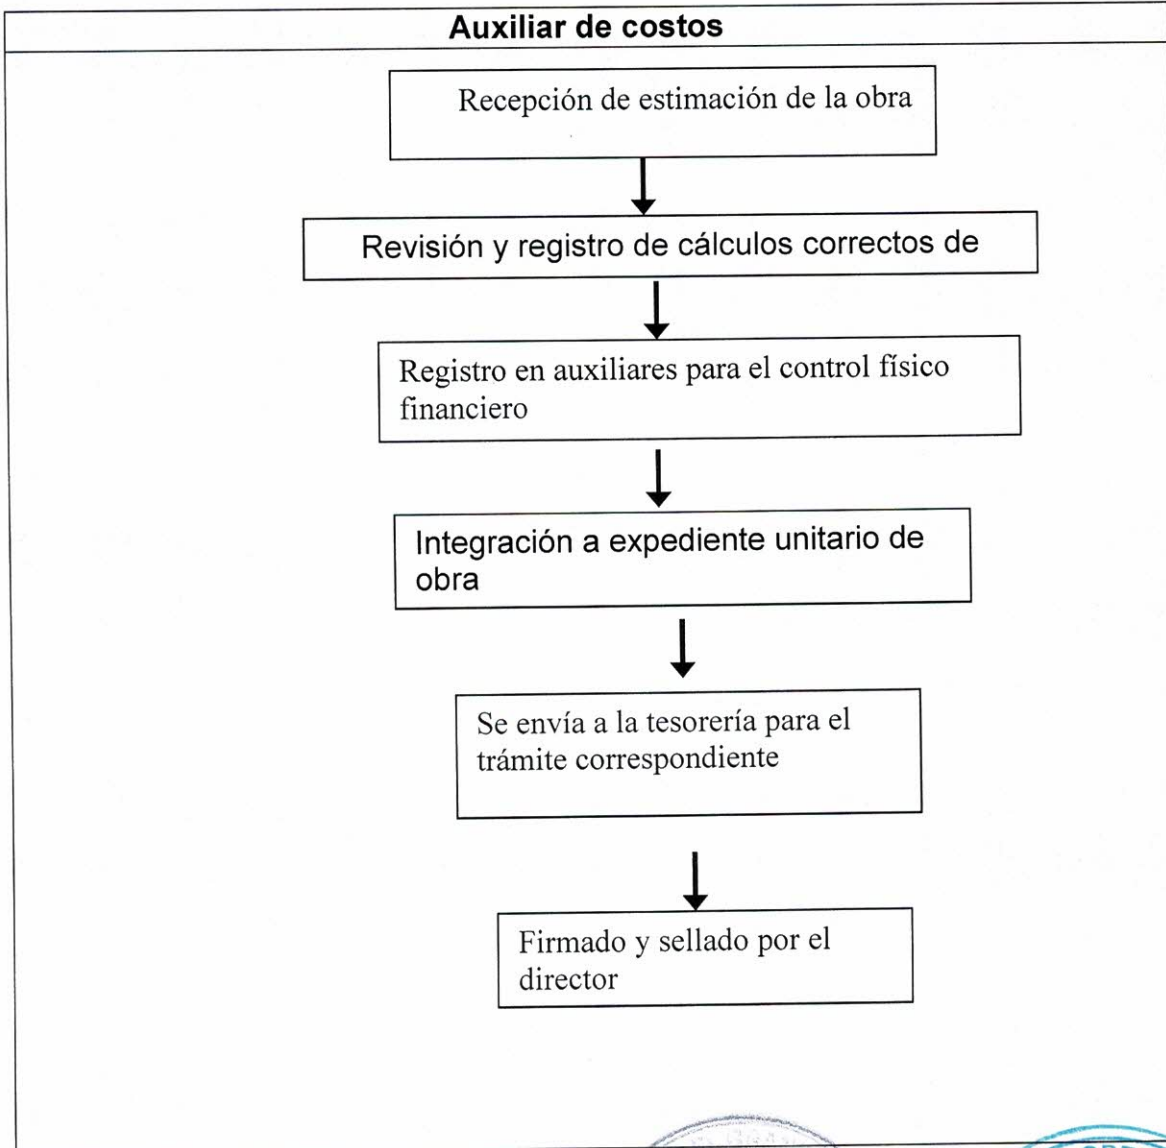 Auxiliar de costos
Recepción de estimación de la obra
Revisión y registro de cálculos correctos de
Registro en auxiliares para el control físico
financiero
Integración a expediente unitario de
obra
Se envía a la tesorería para el
trámite correspondiente
Firmado y sellado por el
director